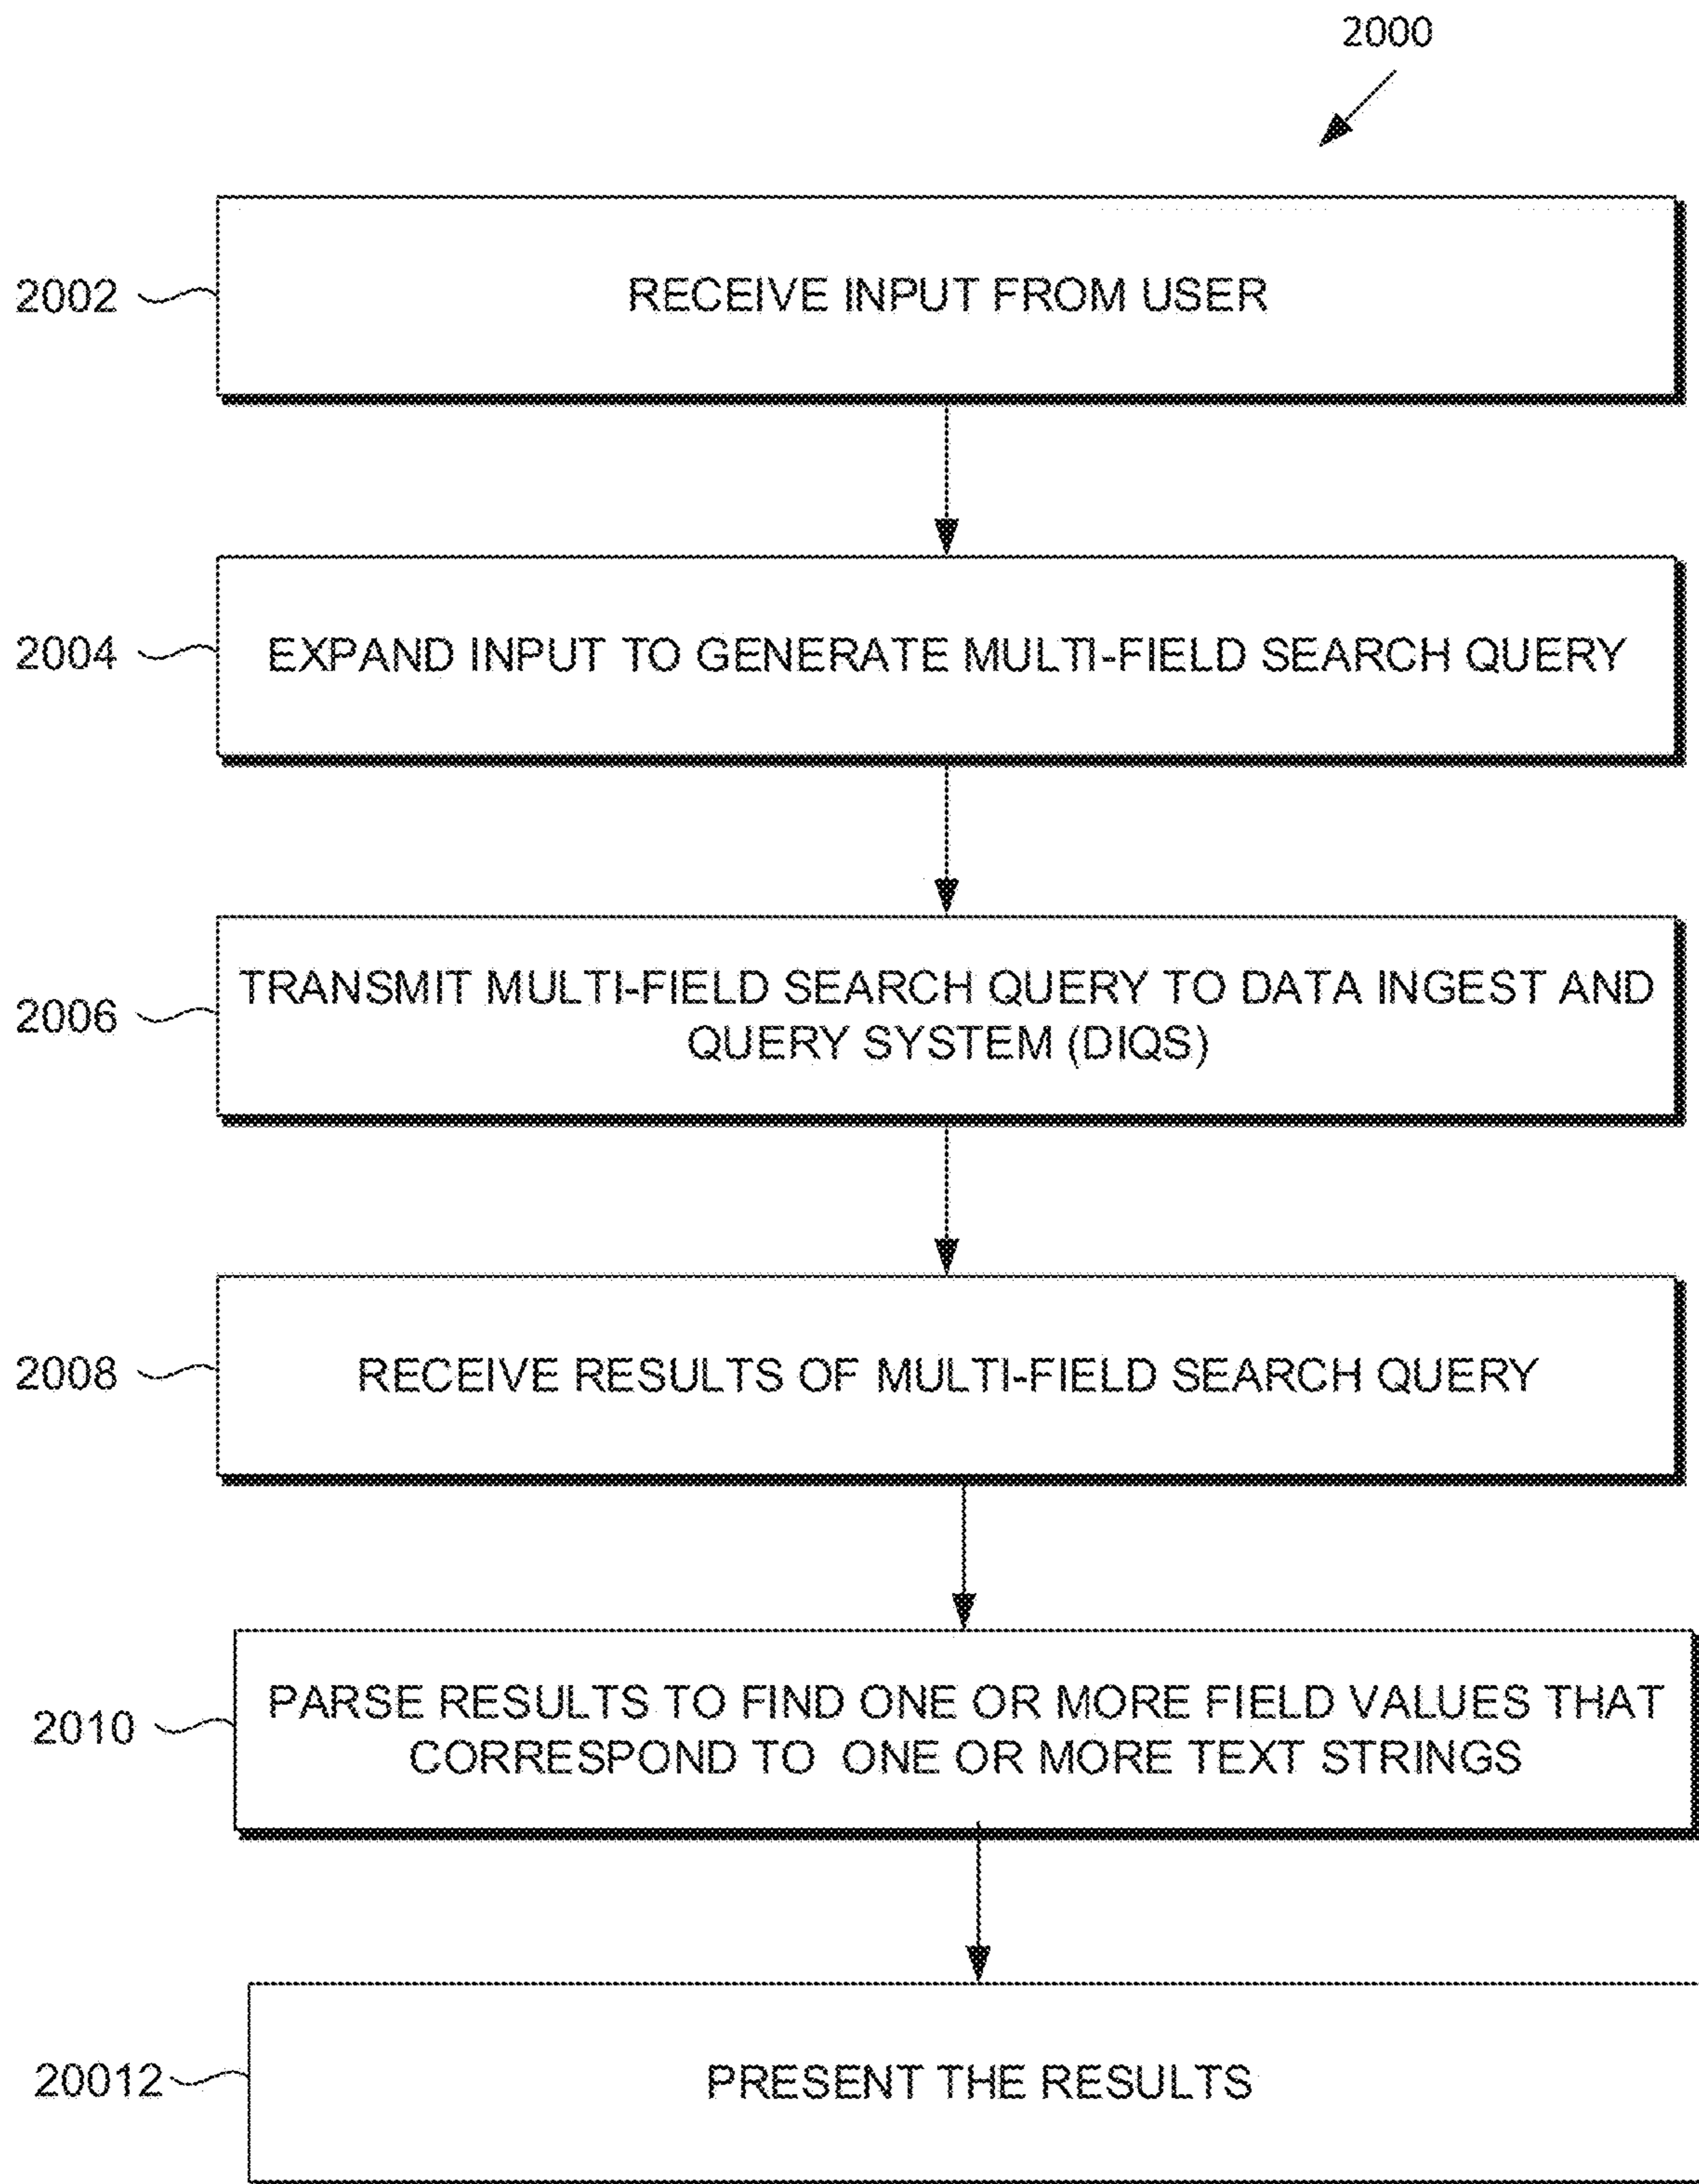 2000
2002
RECEIVE INPUT FROM USER
2004
EXPAND INPUT TO GENERATE MULTI-FIELD SEARCH QUERY
2006
TRANSMIT MULTI-FIELD SEARCH QUERY TO DATA INGEST AND
QUERY SYSTEM (DIQS)
2008
RECEIVE RESULTS OF MULTI-FIELD SEARCH QUERY
2010
PARSE RESULTS TO FIND ONE OR MORE FIELD VALUES THAT
CORRESPOND TO ONE OR MORE TEXT STRINGS
20012
PRESENT THE RESULTS